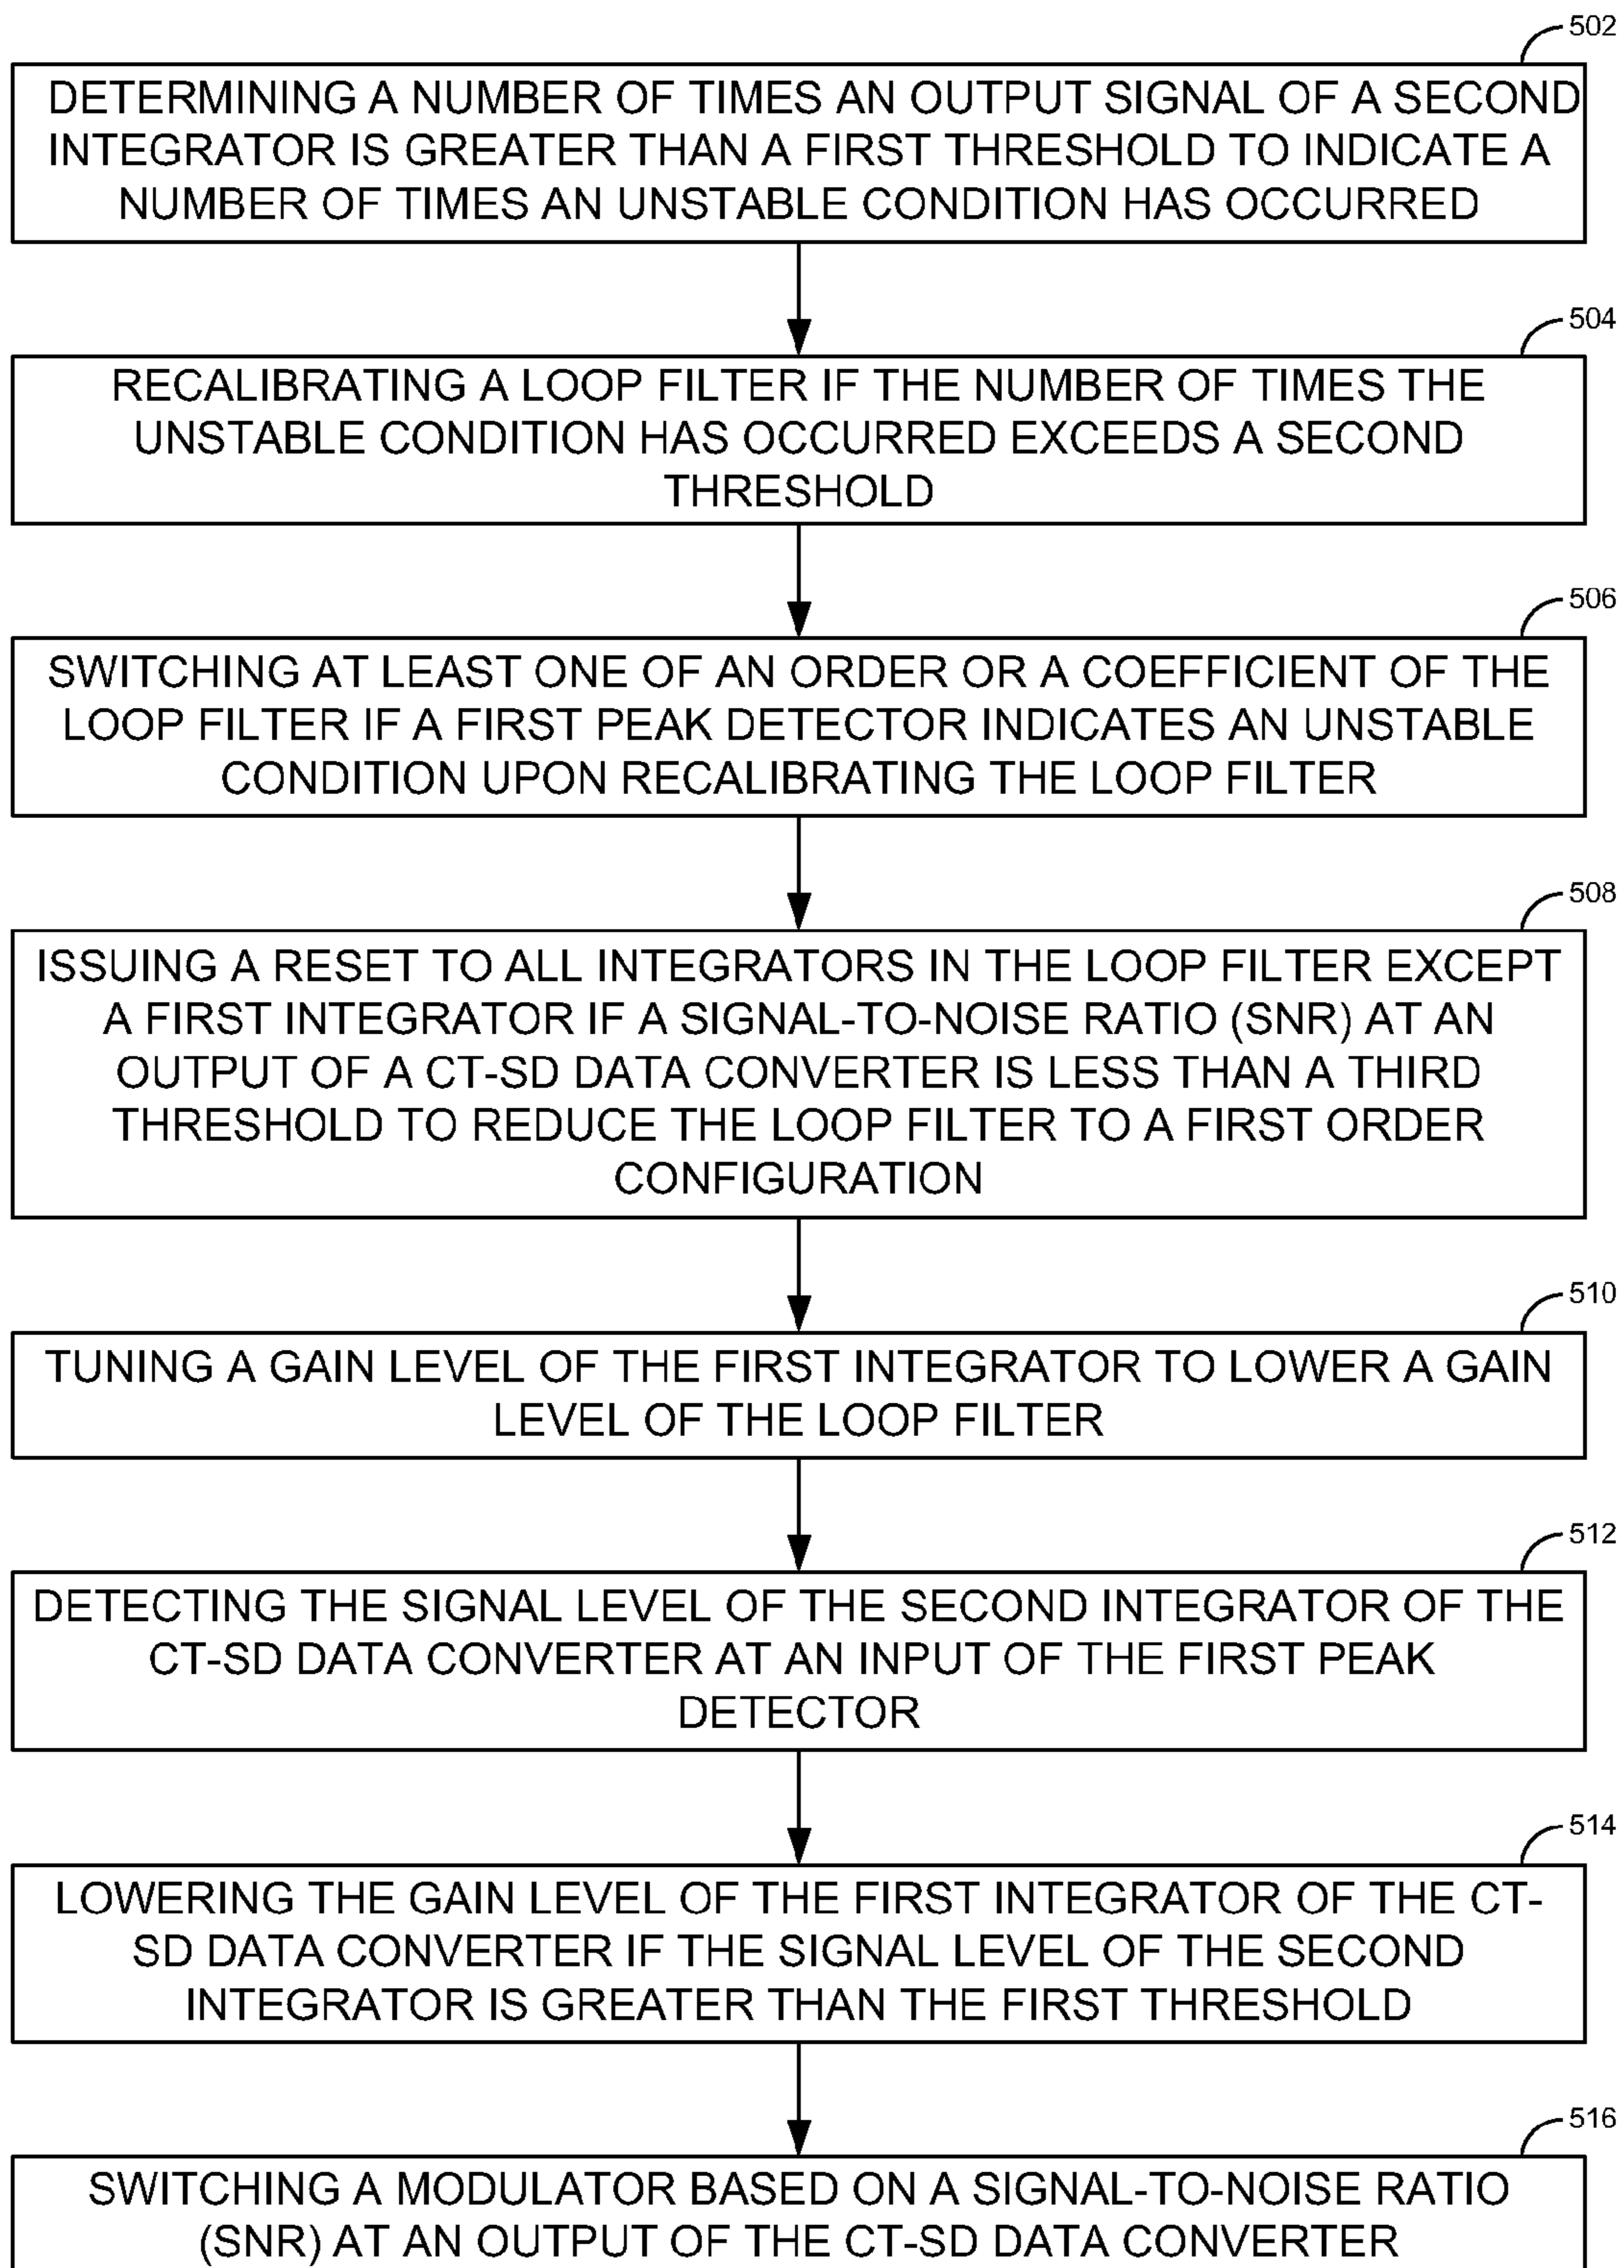 502
DETERMINING A NUMBER OF TIMES AN OUTPUT SIGNAL OF A SECOND
INTEGRATOR IS GREATER THAN A FIRST THRESHOLD TO INDICATE A
NUMBER OF TIMES AN UNSTABLE CONDITION HAS OCCURRED
504
RECALIBRATING A LOOP FILTER IF THE NUMBER OF TIMES THE
UNSTABLE CONDITION HAS OCCURRED EXCEEDS A SECOND
THRESHOLD
506
SWITCHING AT LEAST ONE OF AN ORDER OR A COEFFICIENT OF THE
LOOP FILTER IF A FIRST PEAK DETECTOR INDICATES AN UNSTABLE
CONDITION UPON RECALIBRATING THE LOOP FILTER
508
ISSUING A RESET TO ALL INTEGRATORS IN THE LOOP FILTER EXCEPT
A FIRST INTEGRATOR IF A SIGNAL-TO-NOISE RATIO (SNR) AT AN
OUTPUT OF A CT-SD DATA CONVERTER IS LESS THAN A THIRD
THRESHOLD TO REDUCE THE LOOP FILTER TO A FIRST ORDER
CONFIGURATION
510
TUNING A GAIN LEVEL OF THE FIRST INTEGRATOR TO LOWER A GAIN
LEVEL OF THE LOOP FILTER
512
DETECTING THE SIGNAL LEVEL OF THE SECOND INTEGRATOR OF THE
CT-SD DATA CONVERTER AT AN INPUT OF THE FIRST PEAK
DETECTOR
514
LOWERING THE GAIN LEVEL OF THE FIRST INTEGRATOR OF THE CT-
SD DATA CONVERTER IF THE SIGNAL LEVEL OF THE SECOND
INTEGRATOR IS GREATER THAN THE FIRST THRESHOLD
516
SWITCHING A MODULATOR BASED ON A SIGNAL-TO-NOISE RATIO
(SNR) AT AN OUTPUT OF THE CT-SD DATA CONVERTER